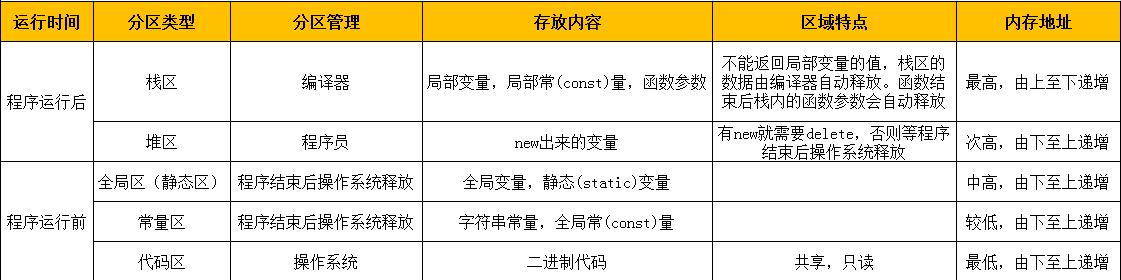 运行时间 分区类型 分区管理 存放内容 区域特点 内存地址
程序运行后
栈区 编译器 局部变量，局部常(const)量，函数参数
不能返回局部变量的值，栈区的
数据由编译器自动释放。函数结
束后栈内的函数参数会自动释放
最高，由上至下递增
堆区 程序员 new出来的变量
有new就需要delete，否则等程序
结束后操作系统释放
次高，由下至上递增
程序运行前
全局区（静态区） 程序结束后操作系统释放 全局变量，静态(static)变量 中高，由下至上递增
常量区 程序结束后操作系统释放 字符串常量，全局常(const)量 较低，由下至上递增
代码区 操作系统 二进制代码 共享，只读 最低，由下至上递增